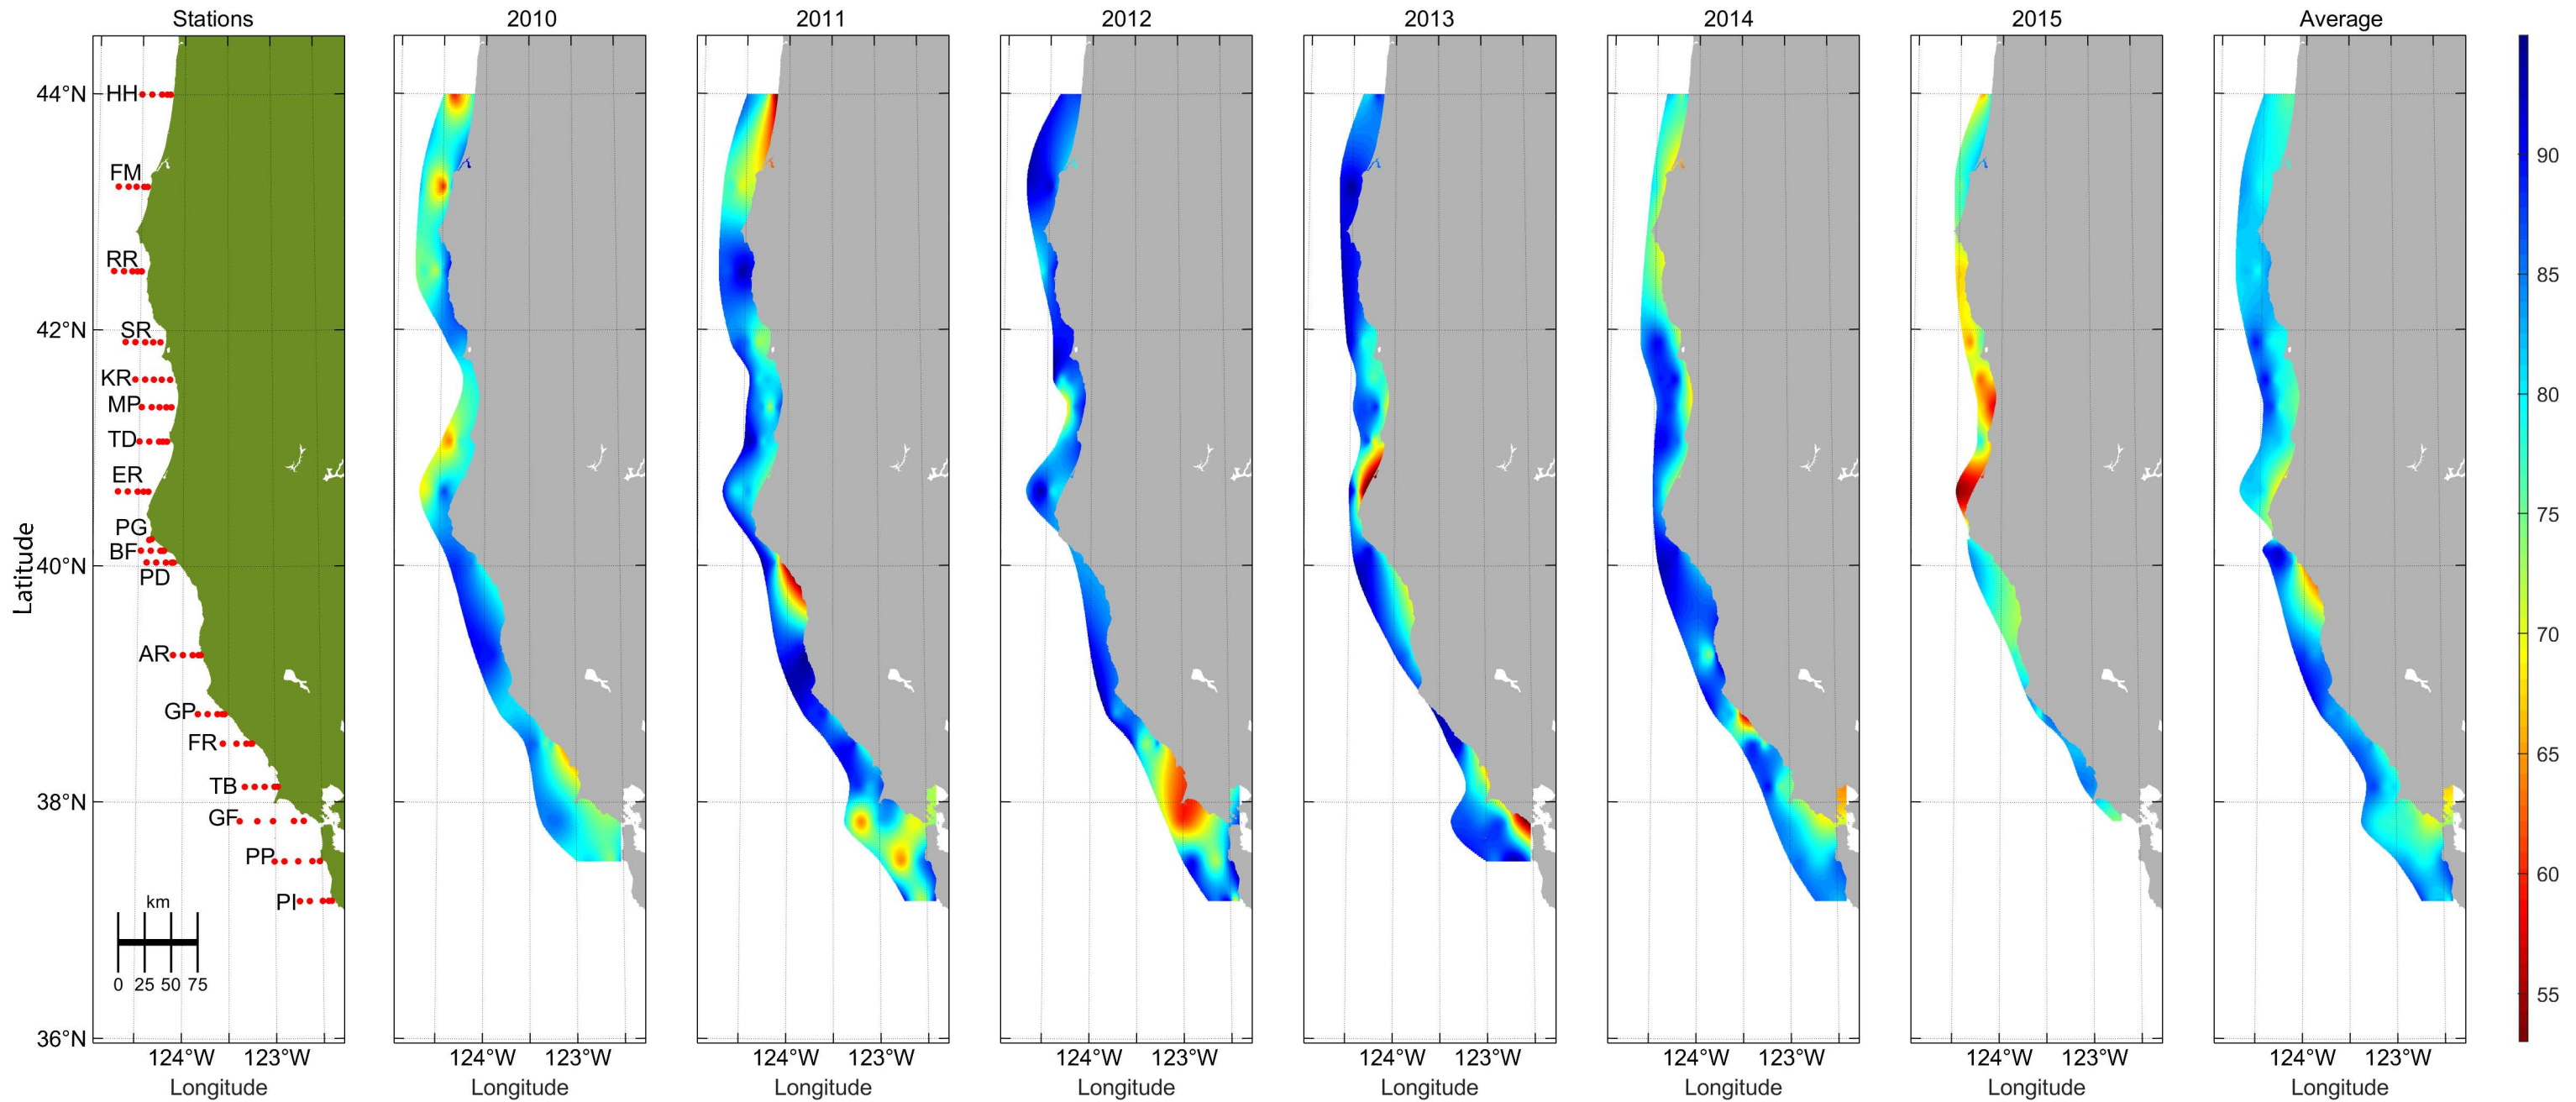 Stations 2010 2011 2012 2013 2014 2015 Average
44°N
HH
FM
RR
42°N
SR
KR
MP
TD
ER
PG
BF
40°N
PD
AR
GP
FR
TB
38°N
GF
PP
PI
km
0 25 50 75
36°N
Latitude
124°W 123°W 124°W 123°W 124°W 123°W 124°W 123°W 124°W 123°W 124°W 123°W 124°W 123°W 124°W 123°W
Longitude Longitude Longitude Longitude Longitude Longitude Longitude Longitude
90
85
80
75
70
65
60
55